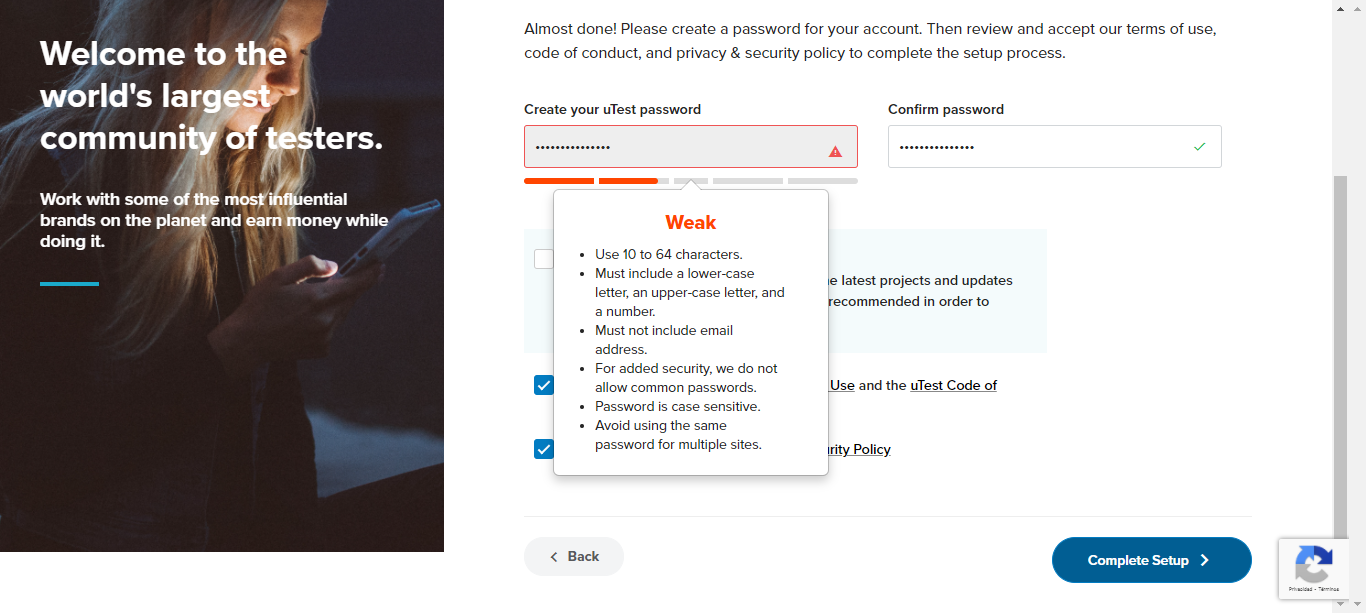 Welcome to the
world's largest
community of testers.
Work with some of the most influential
brands on the planet and earn money while
doing it.
Almost done! Please create a password for your account. Then review and accept our terms of use,
code of conduct, and privacy & security policy to complete the setup process.
Create your uTest password
Confirm password
•••••••••••••••
•••••••••••••••
Weak
• Use 10 to 64 characters.
• Must include a lower-case
letter, an upper-case letter, and
a number.
• Must not include email
address.
• For added security, we do not
allow common passwords.
• Password is case sensitive.
• Avoid using the same
password for multiple sites.
latest projects and updates
recommended in order to
Use and the uTest Code of
Policy
Back
Complete Setup
Privacidad - Términos